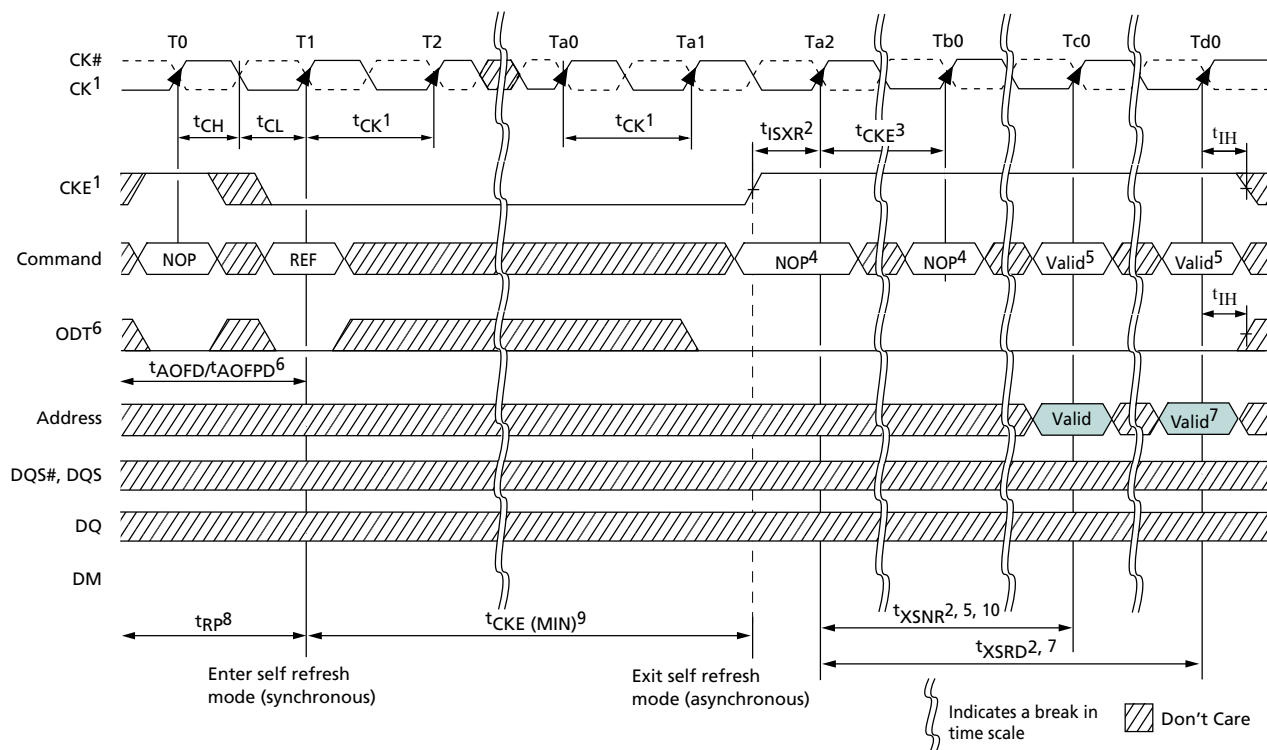 T0 T1 T2 Ta0 Ta1 Ta2 Tb0 Tc0 Td0
CK#
CK1
tCH tCL tCK1 tCK1 tISXR2 tCKE3 tIH
CKE1
Command NOP REF NOP4 NOP4 Valid5 Valid5
tIH
ODT6
tAOFD/tAOFPD6
Address Valid Valid7
DQS#, DQS
DQ
DM
tRP8 tCKE (MIN)9 tXSNR2, 5, 10
tXSRD2, 7
Enter self refresh
mode (synchronous)
Exit self refresh
mode (asynchronous)
Indicates a break in
time scale
Don't Care